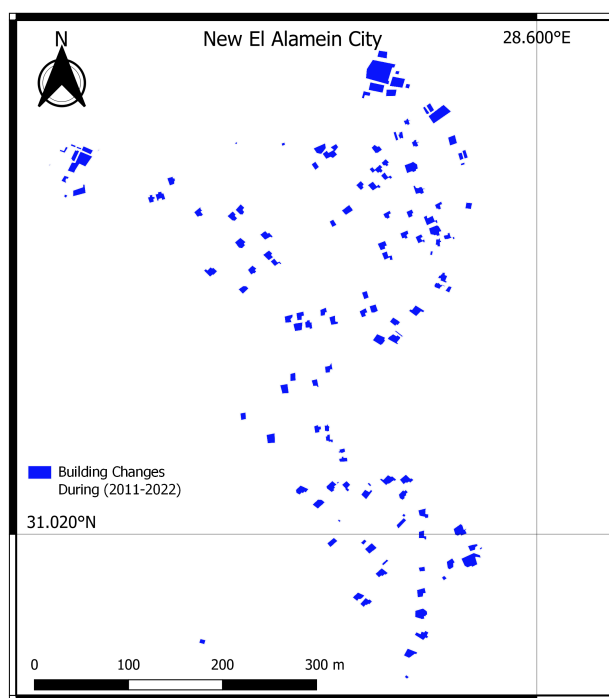 N
New El Alamein City
28.600°E
Building Changes
During (2011-2022)
31.020°N
0 100 200 300 m